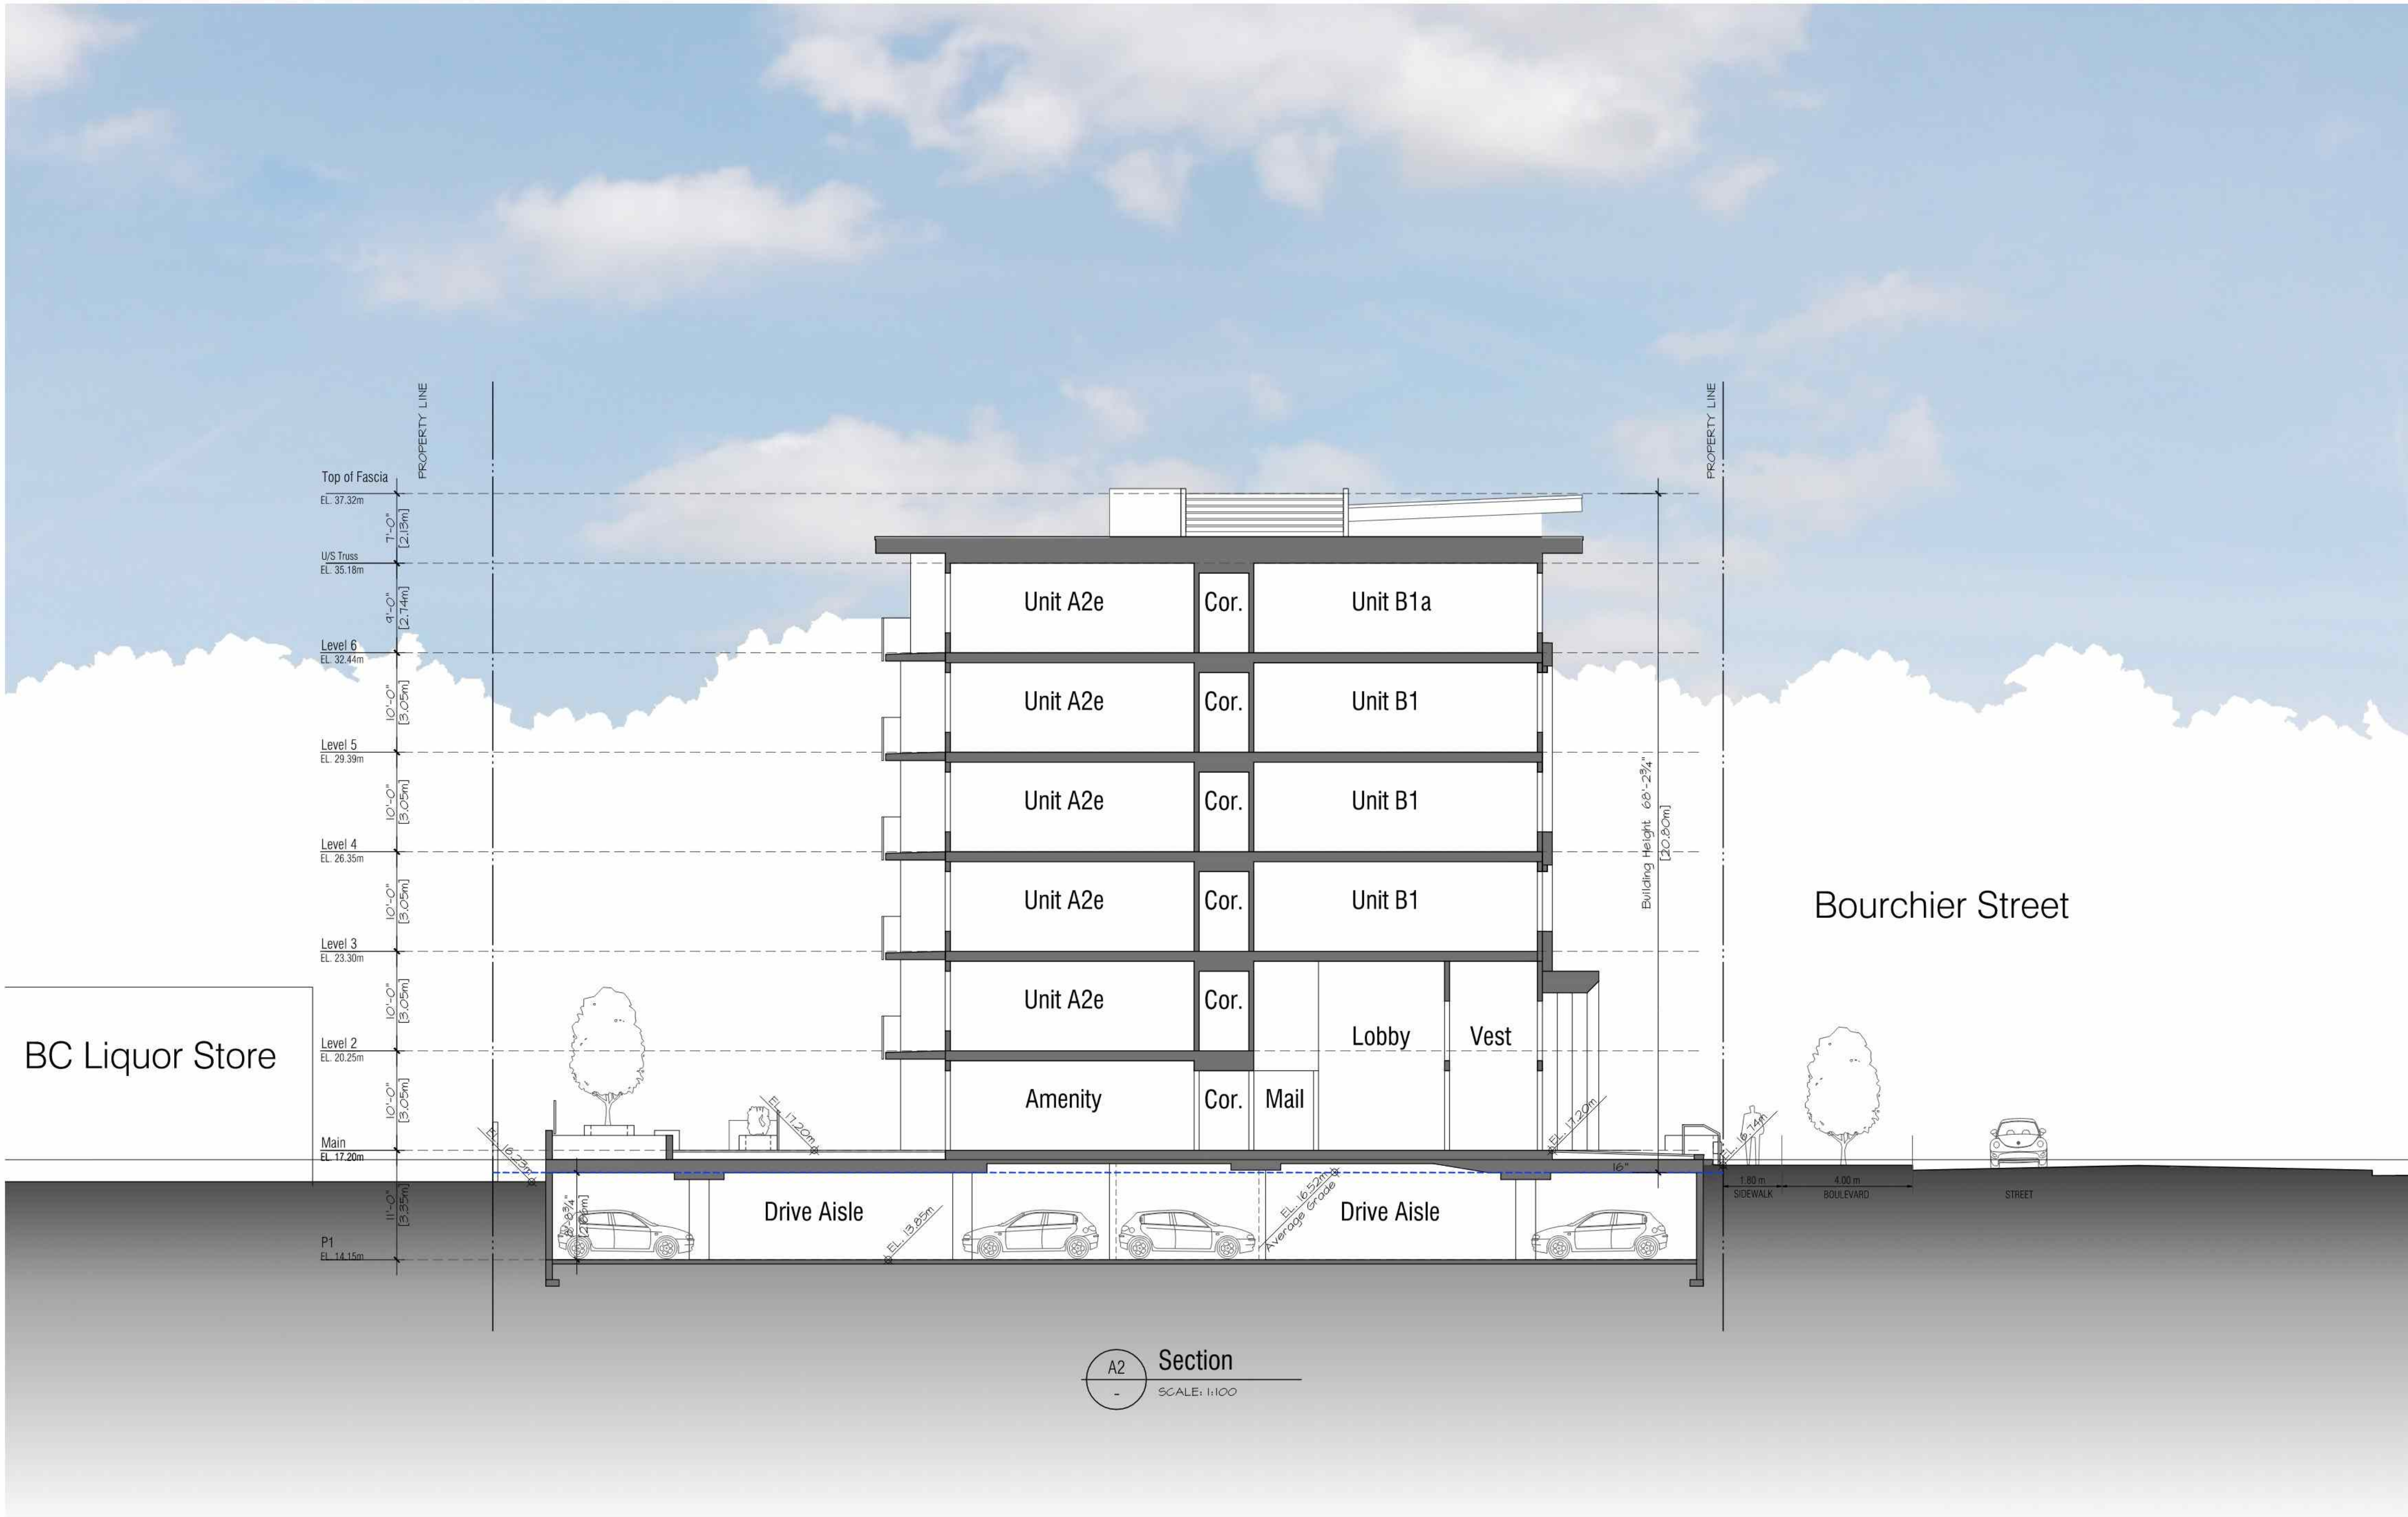 PROPERTY LINE
PROPERTY LINE
Top of Fascia
EL. 37.32m
7'-0"
[2.13m]
U/S Truss
EL. 35.18m
9'-0"
[2.74m]
Unit A2e
Cor.
Unit B1a
Level 6
EL. 32.44m
10'-0"
[3.05m]
Unit A2e
Cor.
Unit B1
Level 5
EL. 29.39m
10'-0"
[3.05m]
Unit A2e
Cor.
Unit B1
Building Height 68'-2¾"
[20.80m]
Level 4
EL. 26.35m
10'-0"
[3.05m]
Unit A2e
Cor.
Unit B1
Bourchier Street
Level 3
EL. 23.30m
10'-0"
[3.05m]
Unit A2e
Cor.
Lobby
Vest
BC Liquor Store
Level 2
EL. 20.25m
10'-0"
[3.05m]
Amenity
Cor.
Mail
EL. 17.20m
EL. 17.20m
EL. 16.74m
EL. 16.23m
Main
EL. 17.20m
16"
1.80 m
SIDEWALK
4.00 m
BOULEVARD
STREET
11'-0"
[3.35m]
Drive Aisle
EL. 13.85m
EL. 16.52m
Average Grade
Drive Aisle
P1
EL. 14.15m
A2
-
Section
SCALE: 1:100